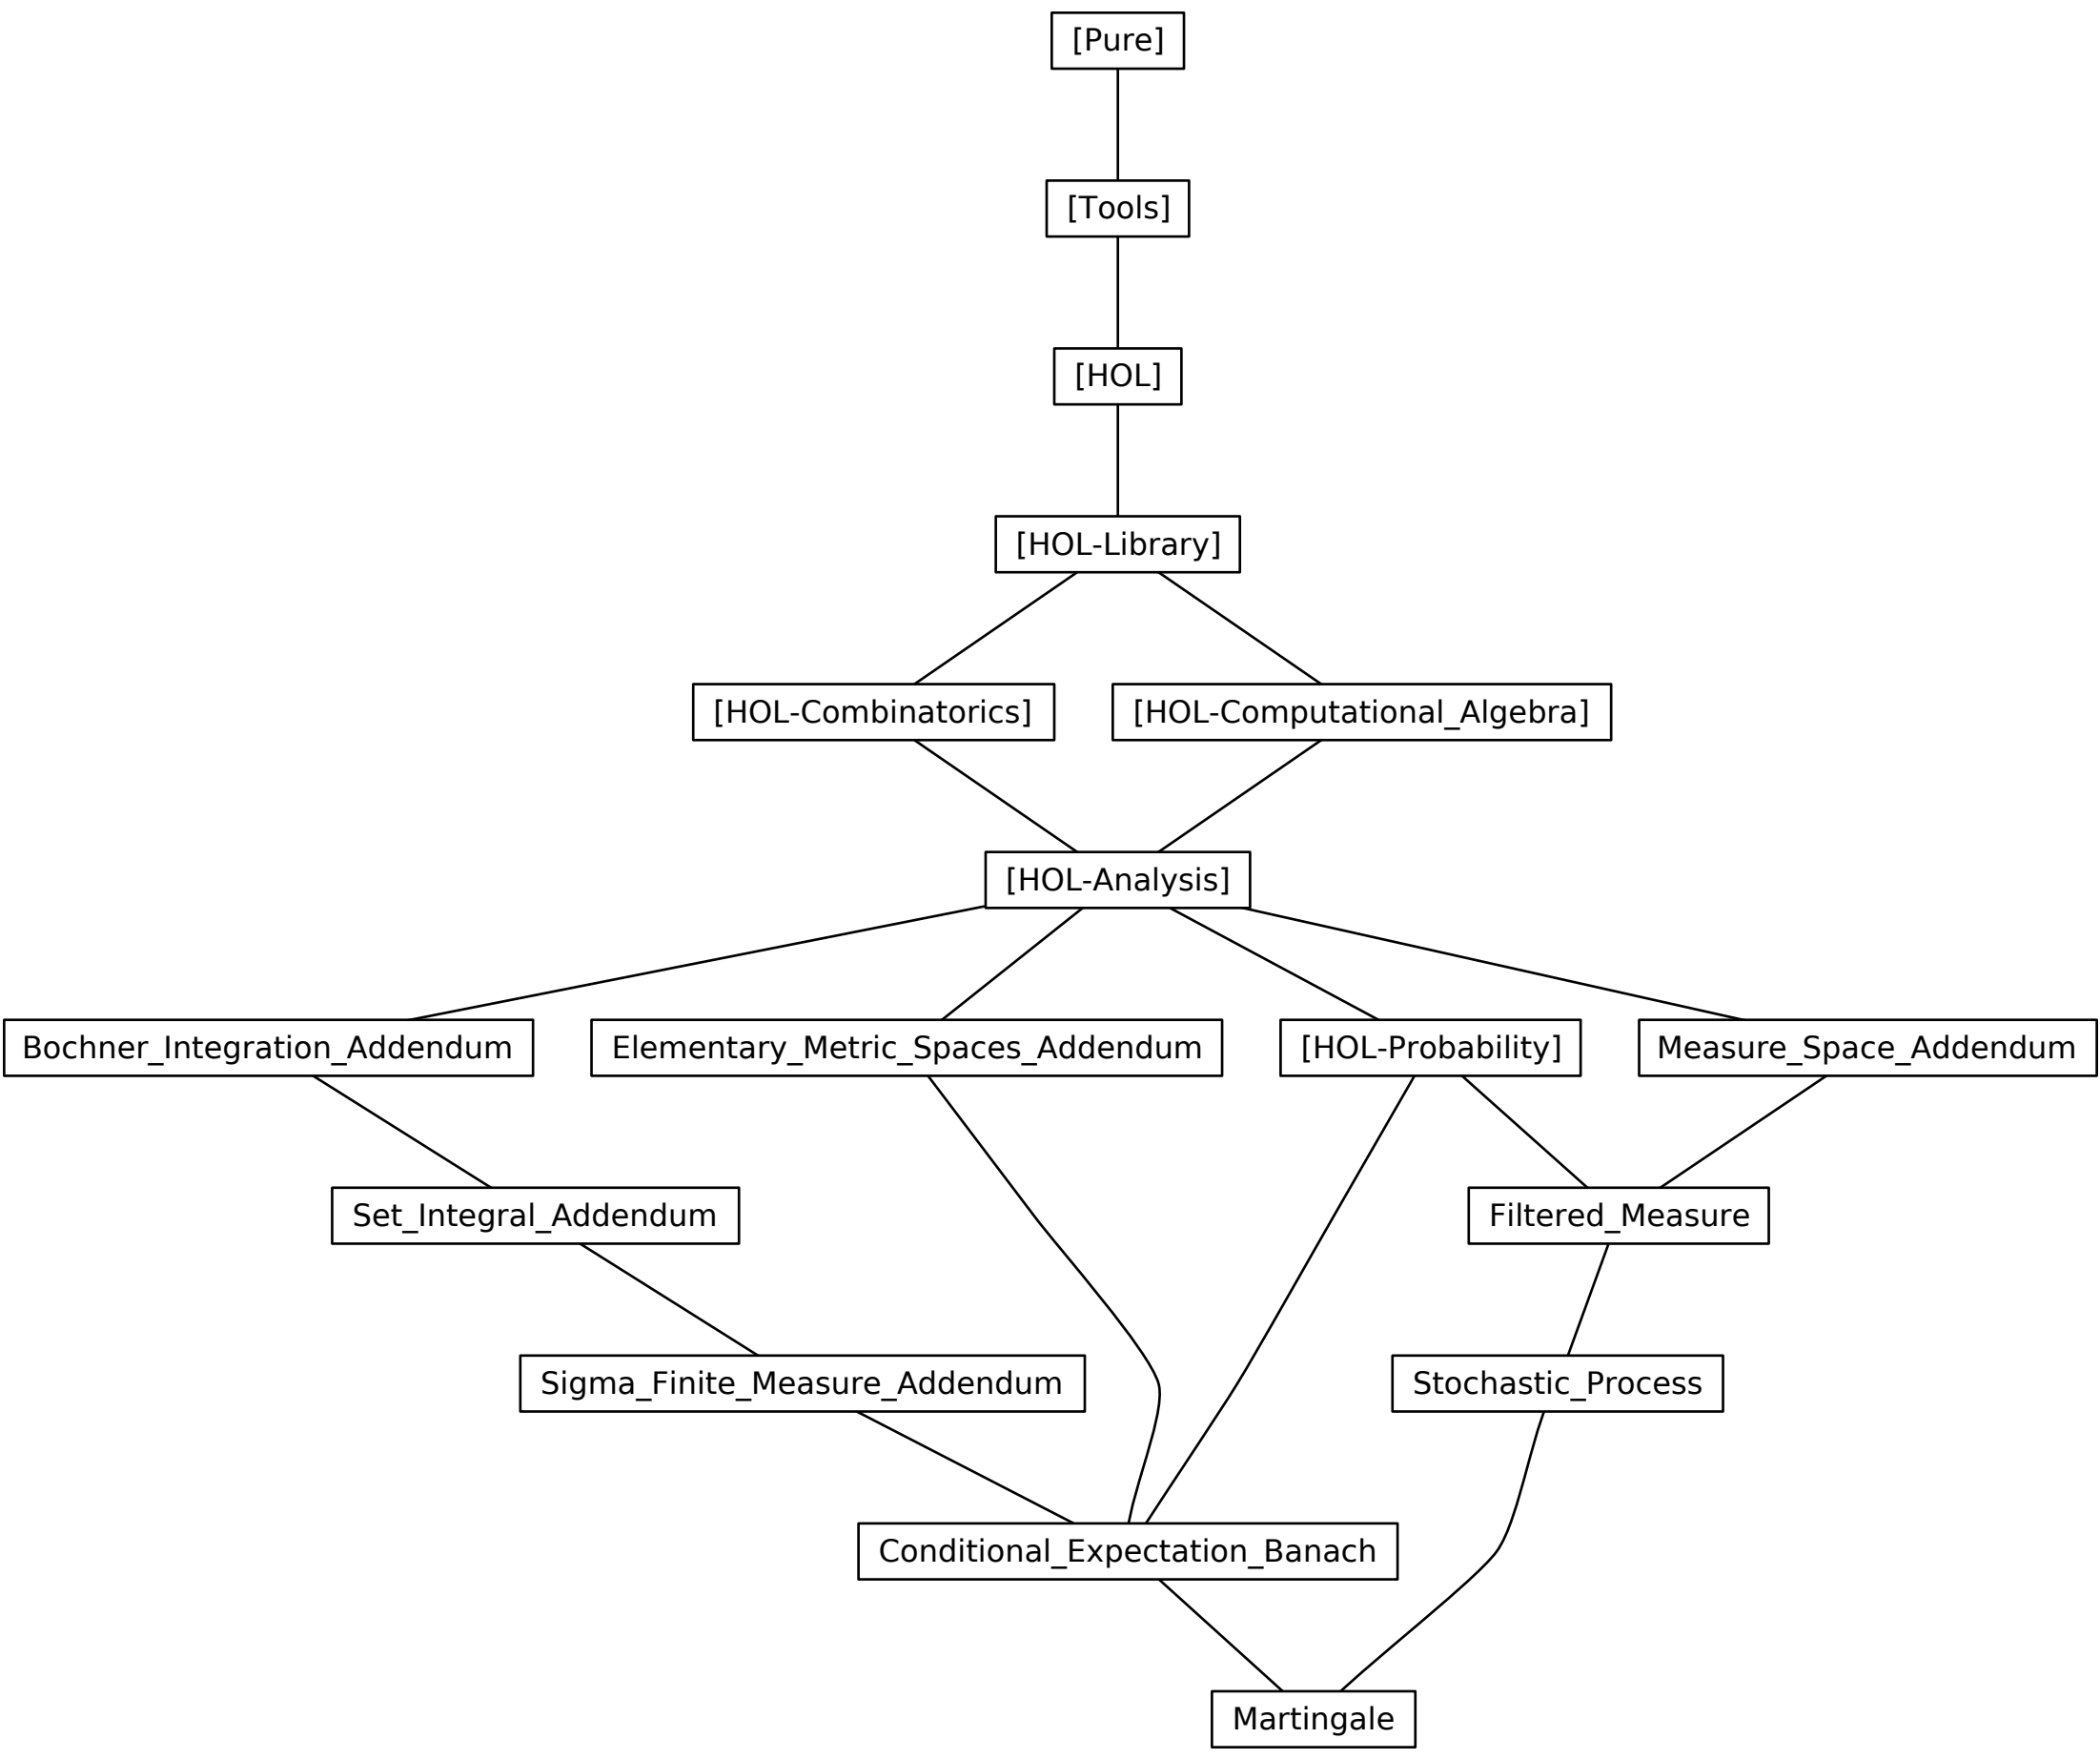 [Pure]
[Tools]
[HOL]
[HOL-Library]
[HOL-Combinatorics]
[HOL-Computational_Algebra]
[HOL-Analysis]
Bochner_Integration_Addendum
Elementary_Metric_Spaces_Addendum
[HOL-Probability]
Measure_Space_Addendum
Set_Integral_Addendum
Filtered_Measure
Sigma_Finite_Measure_Addendum
Stochastic_Process
Conditional_Expectation_Banach
Martingale